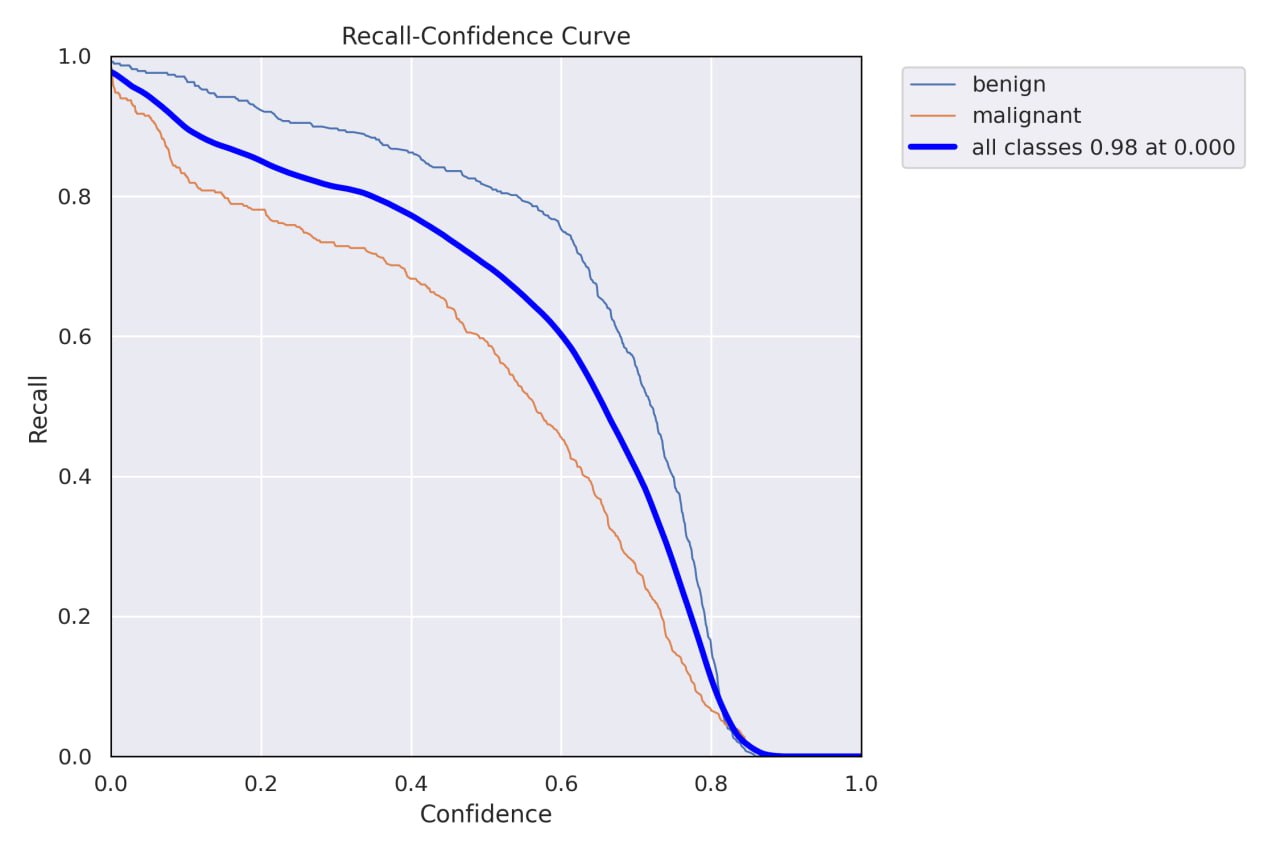 Recall-Confidence Curve
1.0
0.8
0.6
0.4
0.2
0.0
Recall
0.0 0.2 0.4 0.6 0.8 1.0
Confidence
benign
malignant
all classes 0.98 at 0.000